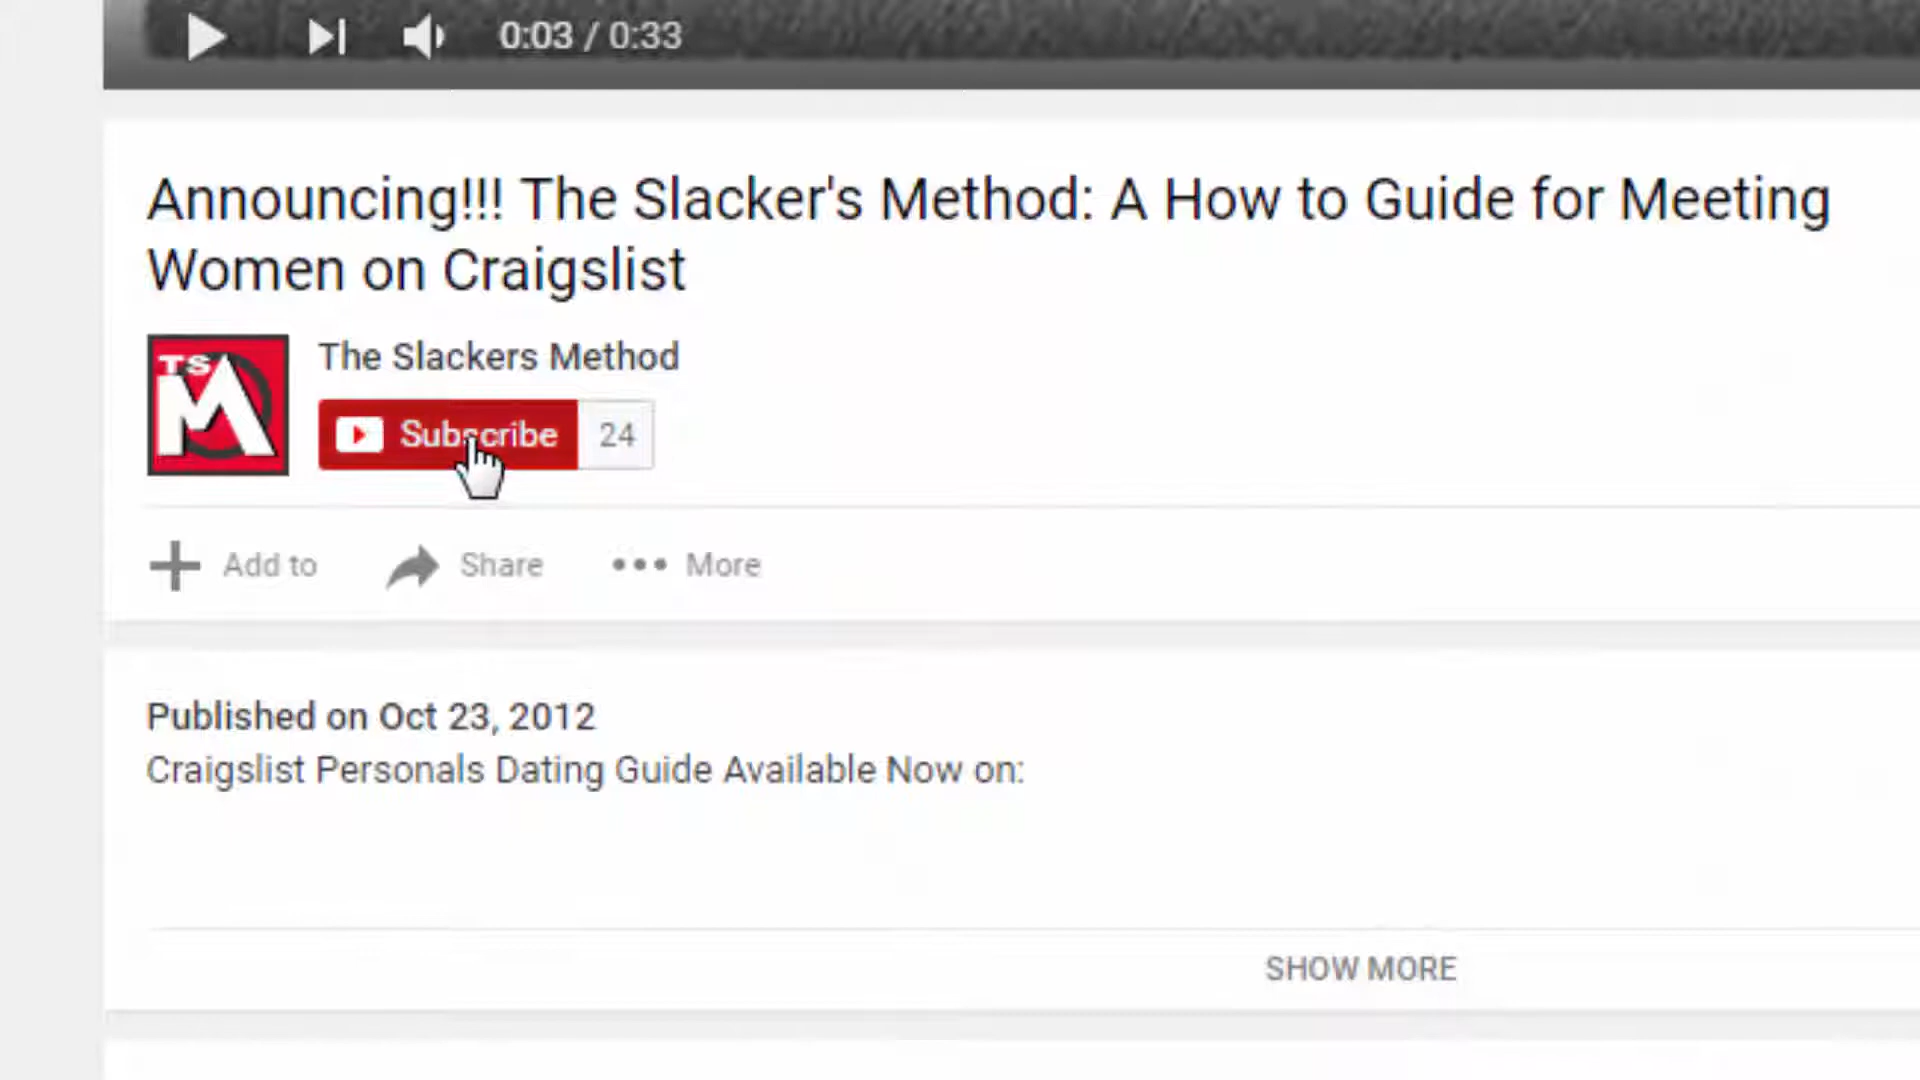 0:03 / 0:33
Announcing!!! The Slacker's Method: A How to Guide for Meeting
Women on Craigslist
TSM
The Slackers Method
Subscribe 24
Add to Share More
Published on Oct 23, 2012
Craigslist Personals Dating Guide Available Now on:
SHOW MORE